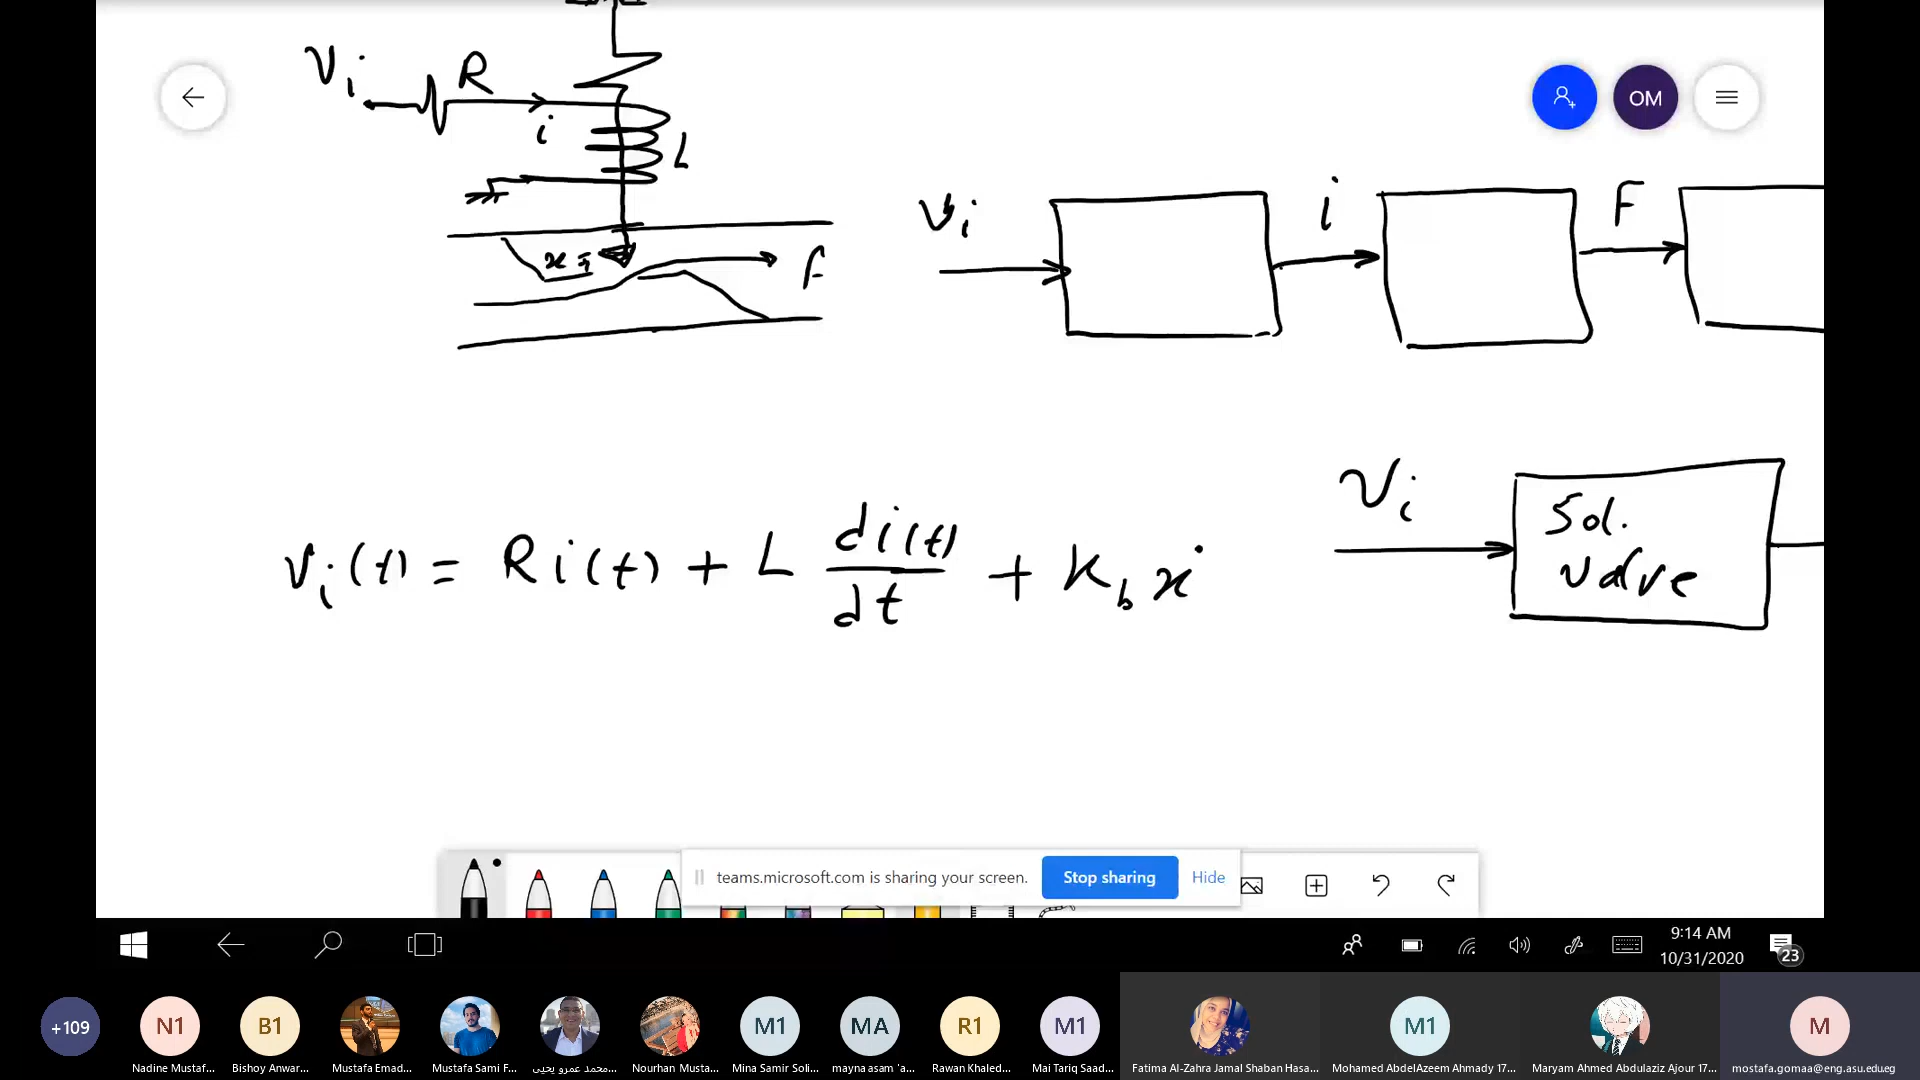 Vi
R
i
L
x
F
OM
Vi
i
F
Vi(t) = Ri(t) + L di(t)/dt + K_b ẋ
Vi
Sol.
Valve
teams.microsoft.com is sharing your screen.
Stop sharing
Hide
9:14 AM
10/31/2020
23
+109
N1
B1
M1
MA
R1
M1
M1
M
Nadine Mustaf...
Bishoy Anwar...
Mustafa Emad...
Mustafa Sami F...
محمد عمرو يحيى...
Nourhan Musta...
Mina Samir Soli...
mayna asam 'a...
Rawan Khaled...
Mai Tariq Saad...
Fatima Al-Zahra Jamal Shaban Hasa...
Mohamed AbdelAzeem Ahmady 17...
Maryam Ahmed Abdulaziz Ajour 17...
mostafa.gomaa@eng.asu.edu.eg